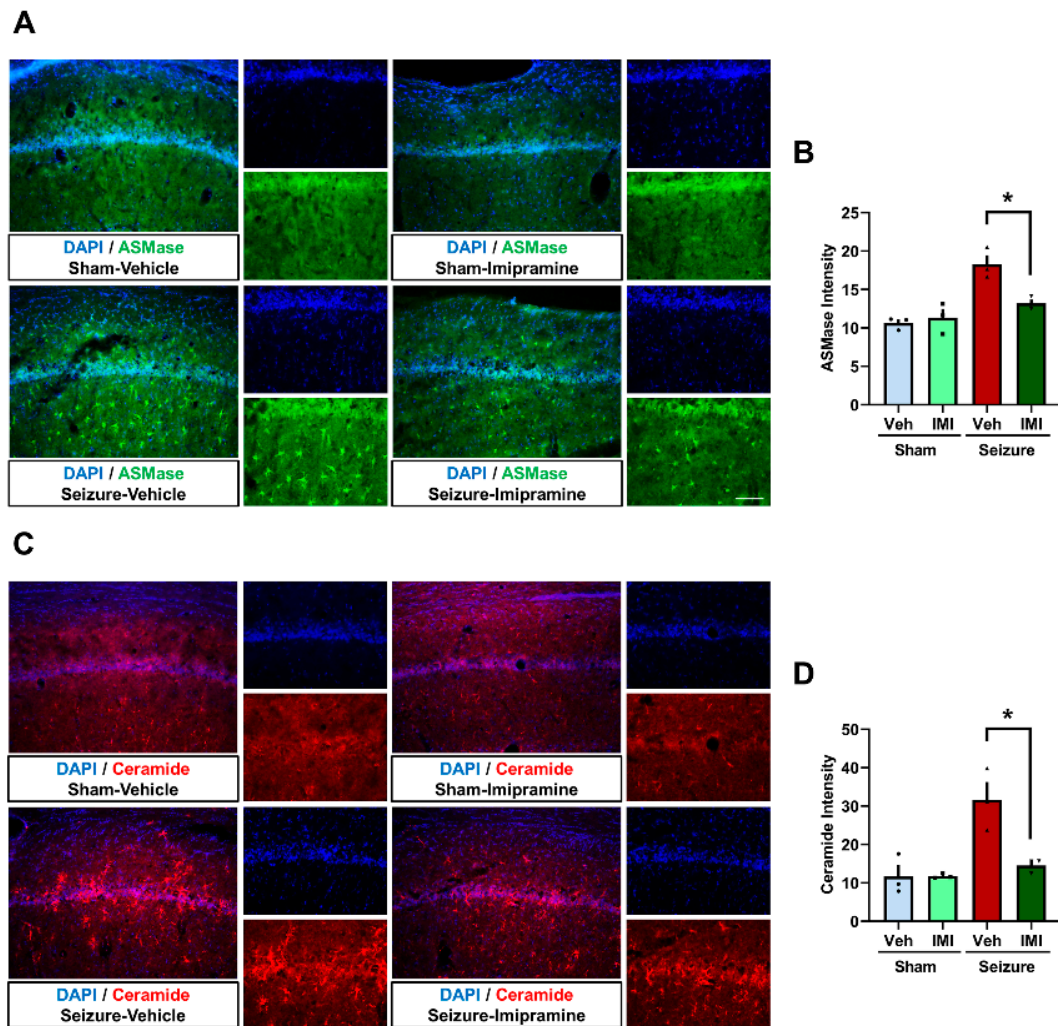 A
DAPI / ASMase
Sham-Vehicle
DAPI / ASMase
Sham-Imipramine
DAPI / ASMase
Seizure-Vehicle
DAPI / ASMase
Seizure-Imipramine
B
ASMase Intensity
25
20
15
10
5
0
Veh IMI Veh IMI
Sham Seizure
*
C
DAPI / Ceramide
Sham-Vehicle
DAPI / Ceramide
Sham-Imipramine
DAPI / Ceramide
Seizure-Vehicle
DAPI / Ceramide
Seizure-Imipramine
D
Ceramide Intensity
50
40
30
20
10
0
Veh IMI Veh IMI
Sham Seizure
*